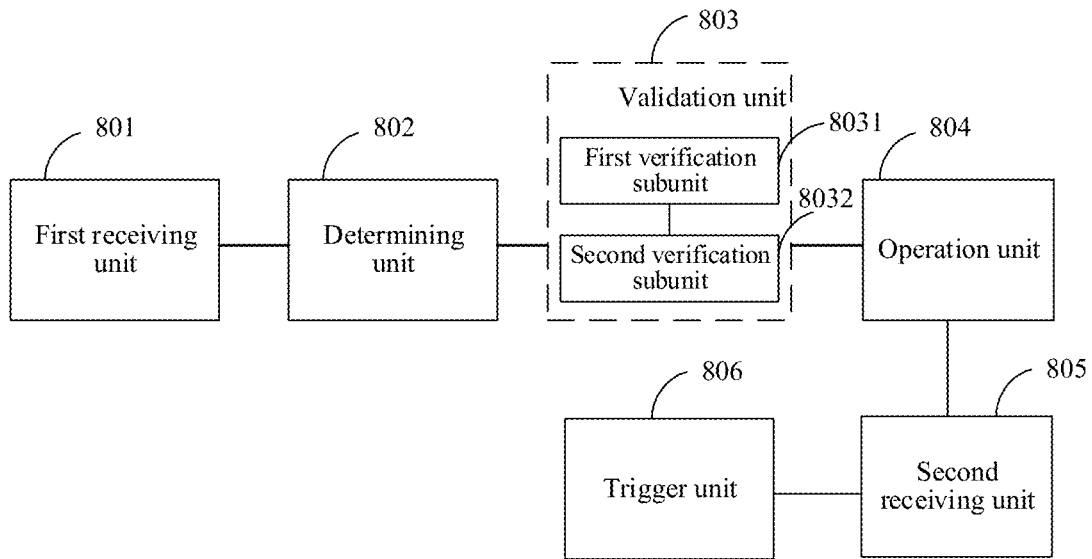 803
Validation unit
801
802
8031
804
First verification
subunit
8032
First receiving
unit
Determining
unit
Second verification
subunit
Operation unit
806
805
Trigger unit
Second
receiving unit